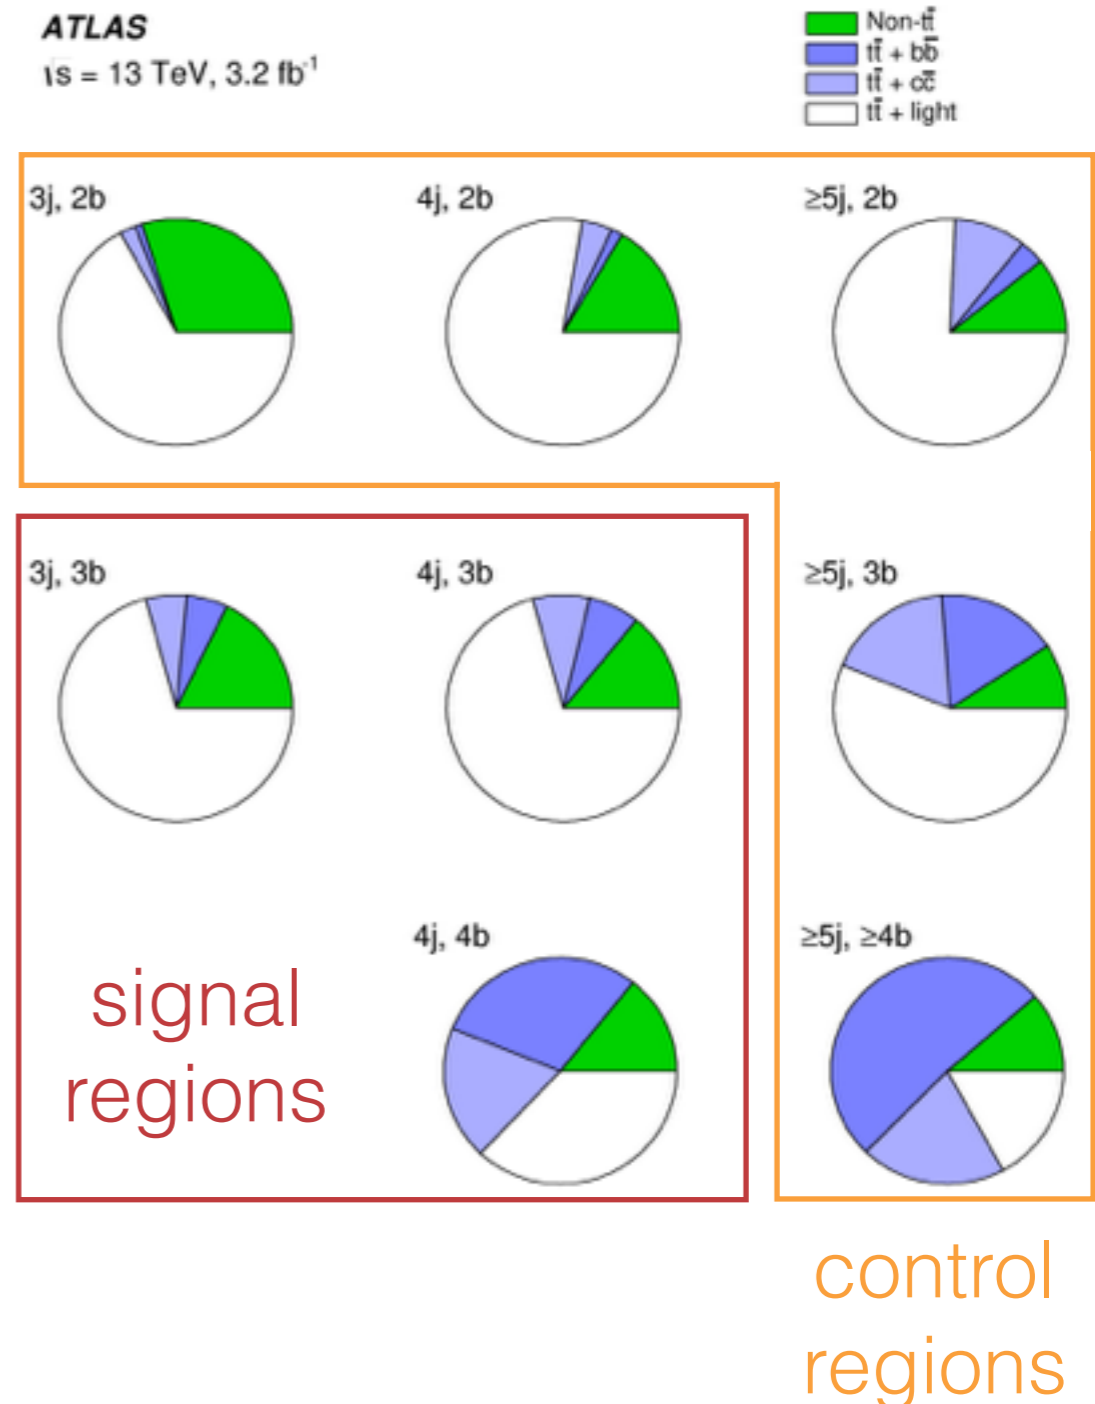 ATLAS
√s = 13 TeV, 3.2 fb⁻¹
Non-tt̄
tt̄ + bb̄
tt̄ + cc̄
tt̄ + light
3j, 2b
4j, 2b
≥5j, 2b
3j, 3b
4j, 3b
≥5j, 3b
4j, 4b
≥5j, ≥4b
signal
regions
control
regions